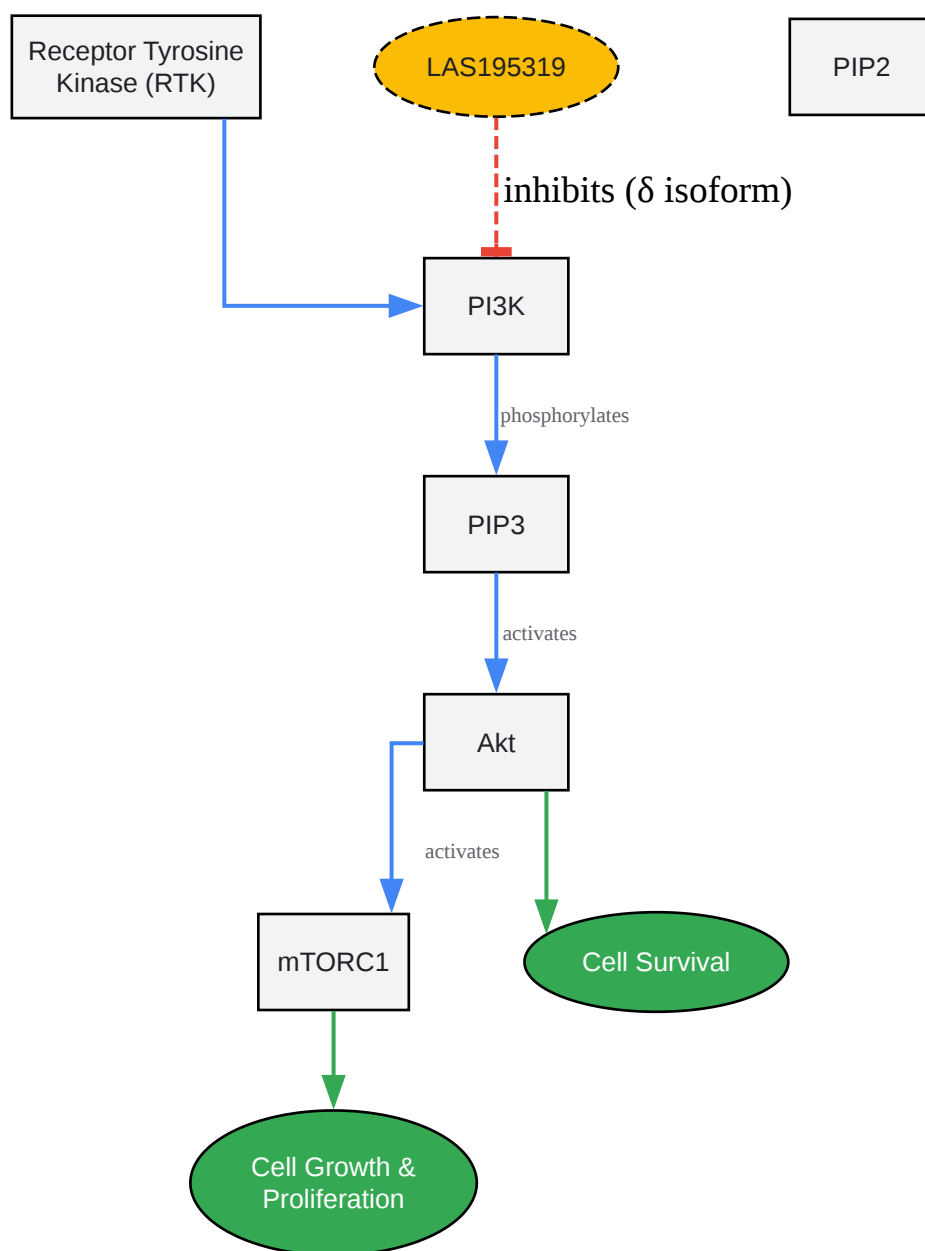 Receptor Tyrosine
Kinase (RTK)
LAS195319
PIP2
inhibits (δ isoform)
PI3K
phosphorylates
PIP3
activates
Akt
activates
mTORC1
Cell Survival
Cell Growth &
Proliferation